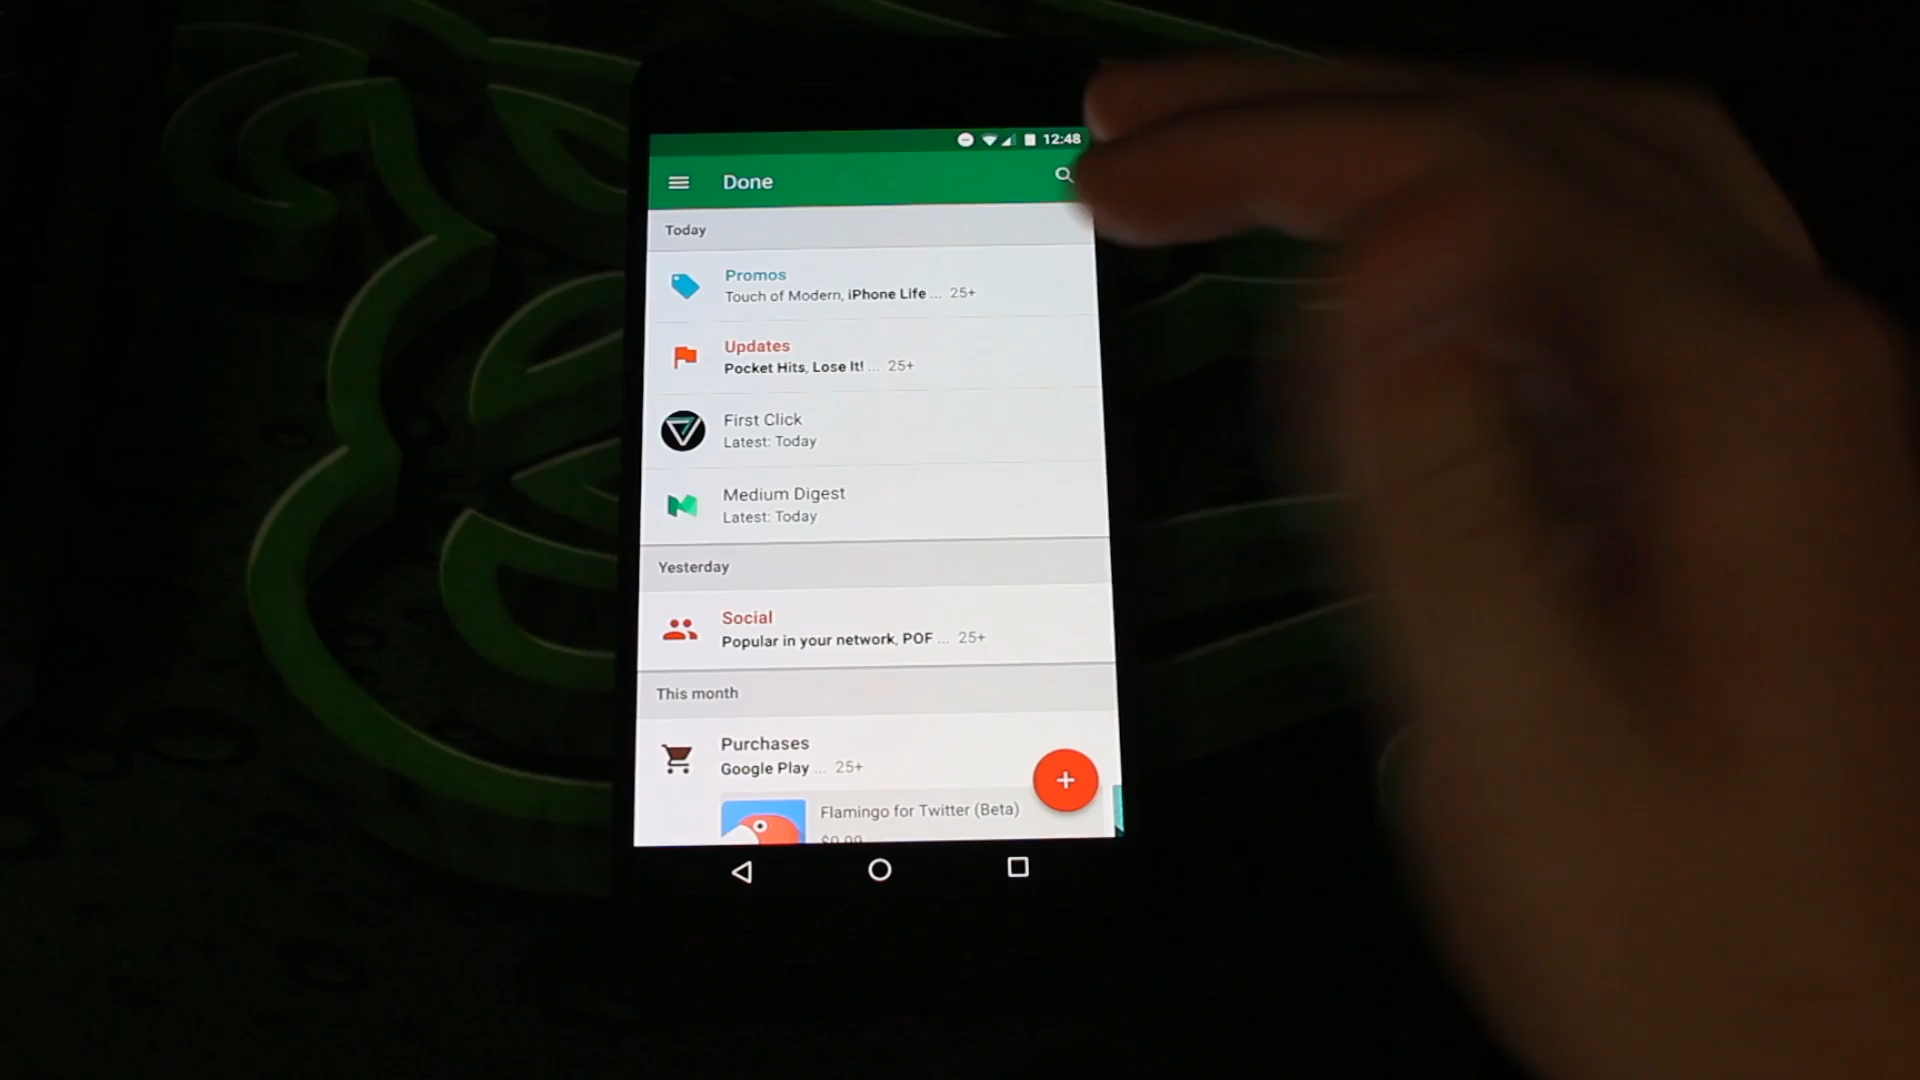 12:48
Done
Today
Promos
Touch of Modern, iPhone Life ... 25+
Updates
Pocket Hits, Lose It! ... 25+
First Click
Latest: Today
Medium Digest
Latest: Today
Yesterday
Social
Popular in your network, POF ... 25+
This month
Purchases
Google Play ... 25+
Flamingo for Twitter (Beta)
$0.99